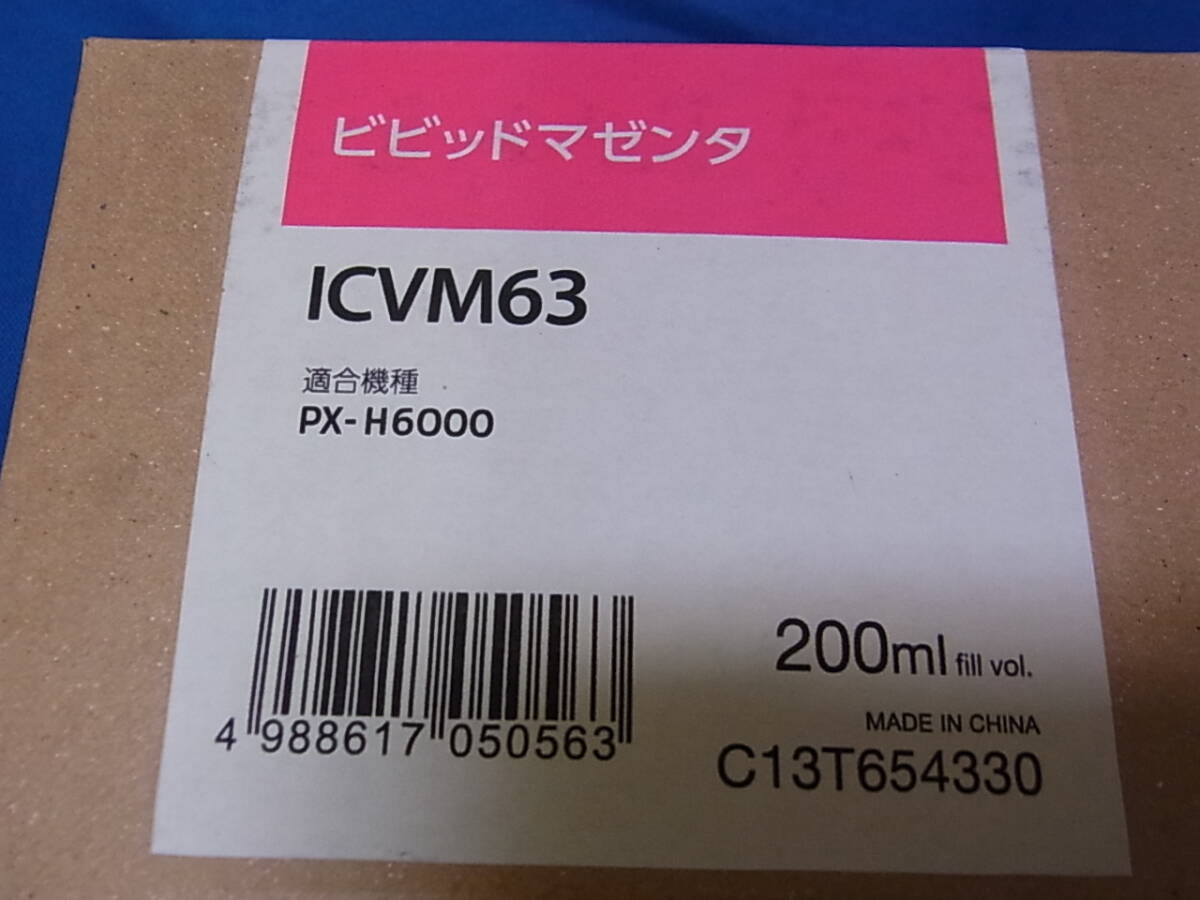 ビビッドマゼンタ
ICVM63
適合機種
PX-H6000
200ml fill vol.
MADE IN CHINA
4 988617 050563
C13T654330